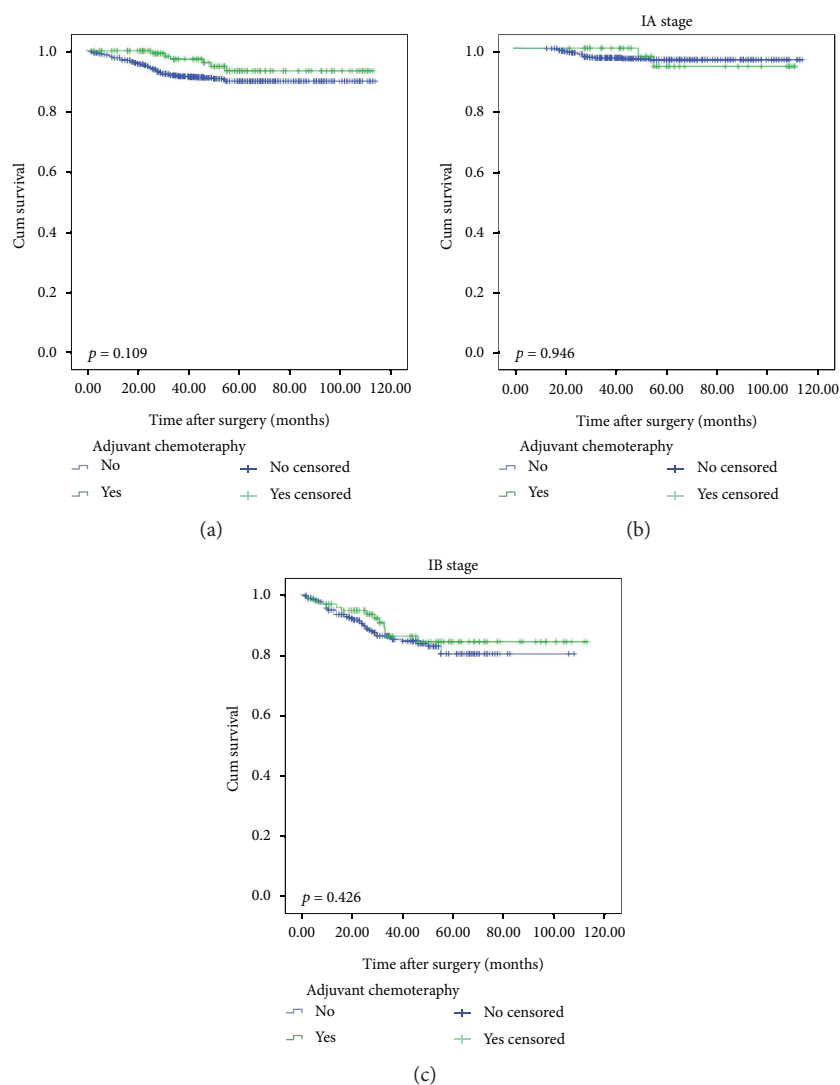 1.0
0.8
0.6
0.4
0.2
0.0
Cum survival
p = 0.109
0.00 20.00 40.00 60.00 80.00 100.00 120.00
Time after surgery (months)
Adjuvant chemoteraphy
No No censored
Yes Yes censored
(a)
IA stage
1.0
0.8
0.6
0.4
0.2
0.0
Cum survival
p = 0.946
0.00 20.00 40.00 60.00 80.00 100.00 120.00
Time after surgery (months)
Adjuvant chemoteraphy
No No censored
Yes Yes censored
(b)
IB stage
1.0
0.8
0.6
0.4
0.2
0.0
Cum survival
p = 0.426
0.00 20.00 40.00 60.00 80.00 100.00 120.00
Time after surgery (months)
Adjuvant chemoteraphy
No No censored
Yes Yes censored
(c)